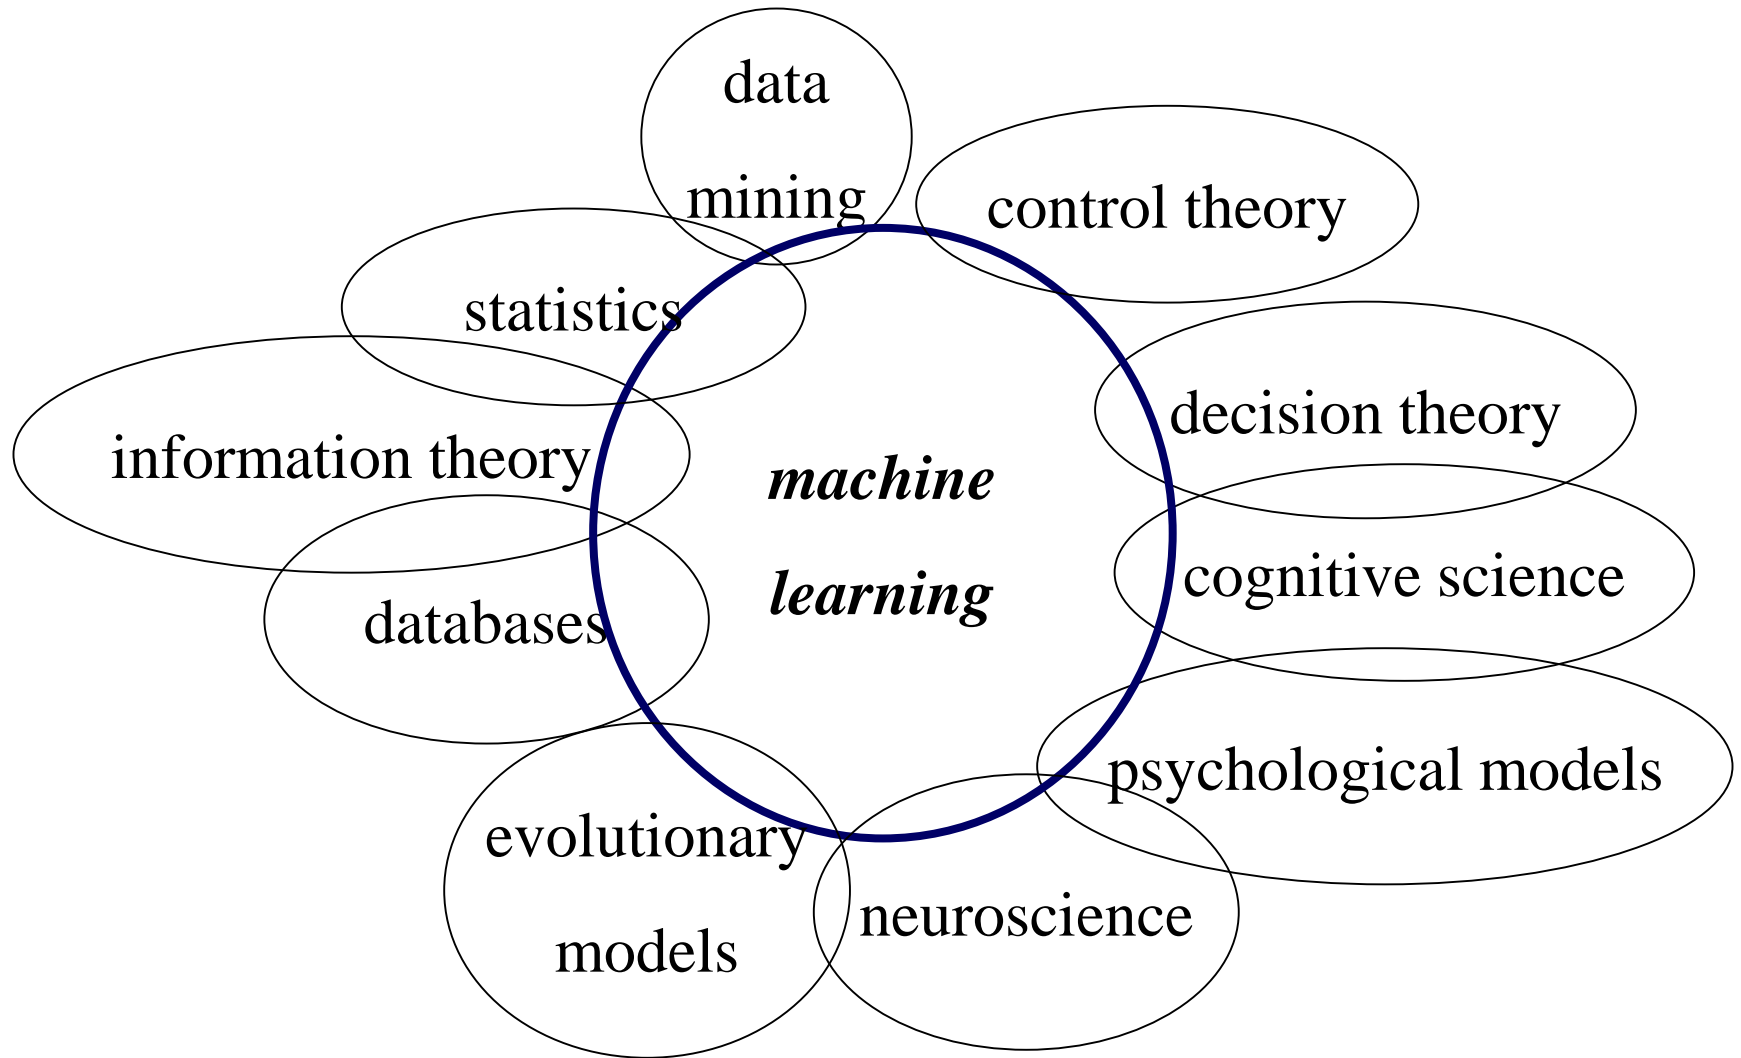 data
mining
control theory
statistics
decision theory
information theory
machine
learning
cognitive science
databases
psychological models
evolutionary
models
neuroscience